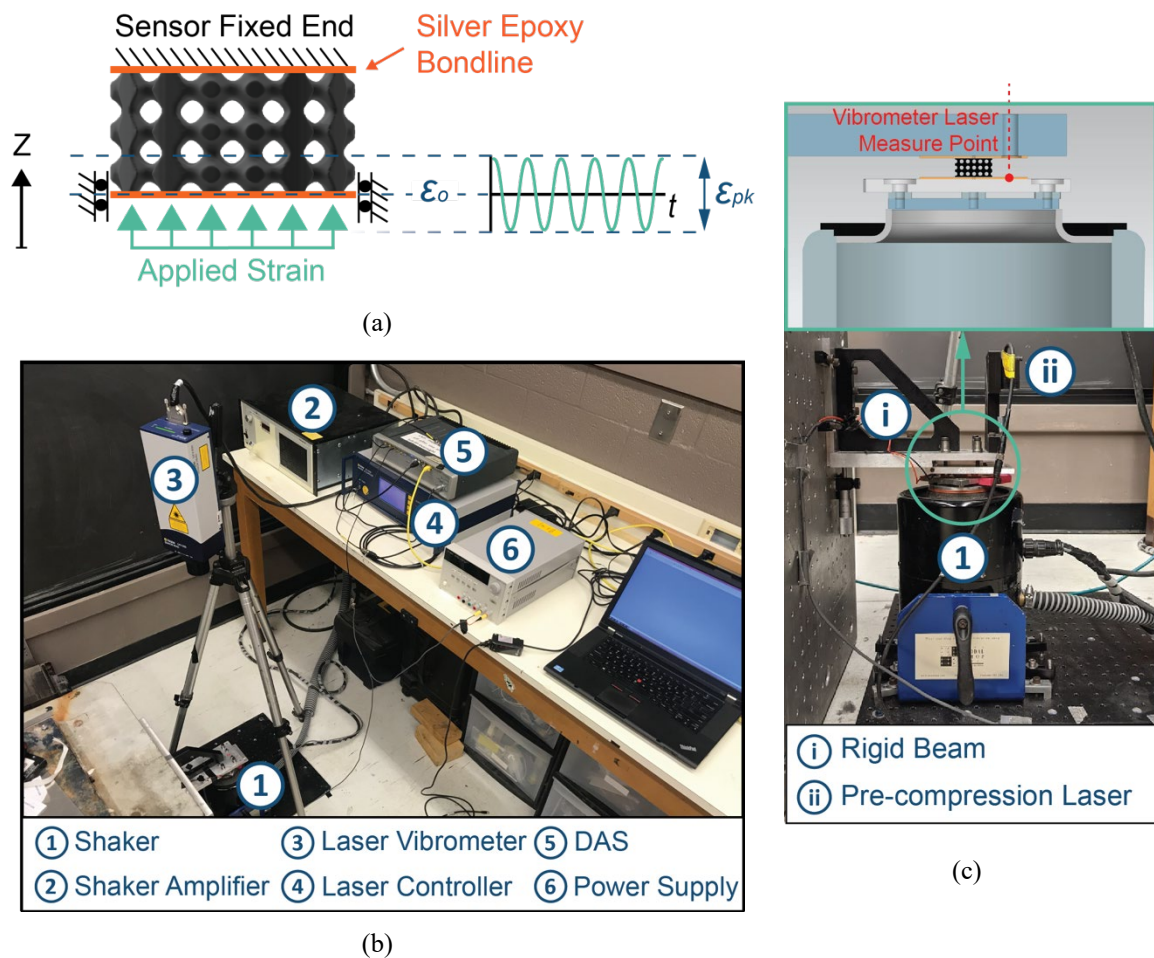 (a)
Sensor Fixed End
Silver Epoxy
Bondline
Z
εo
t
εpk
Applied Strain
(a)
Vibrometer Laser
Measure Point
i
ii
1
i Rigid Beam
ii Pre-compression Laser
(c)
1
2
3
4
5
6
ThinkPad
1 Shaker
3 Laser Vibrometer
5 DAS
2 Shaker Amplifier
4 Laser Controller
6 Power Supply
(b)